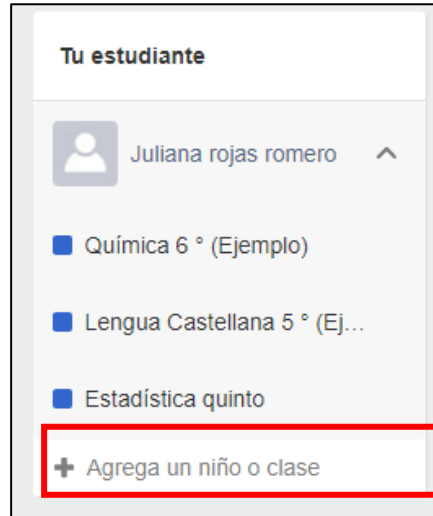 Tu estudiante
Juliana rojas romero
Química 6 ° (Ejemplo)
Lengua Castellana 5 ° (Ej...
Estadística quinto
+ Agrega un niño o clase